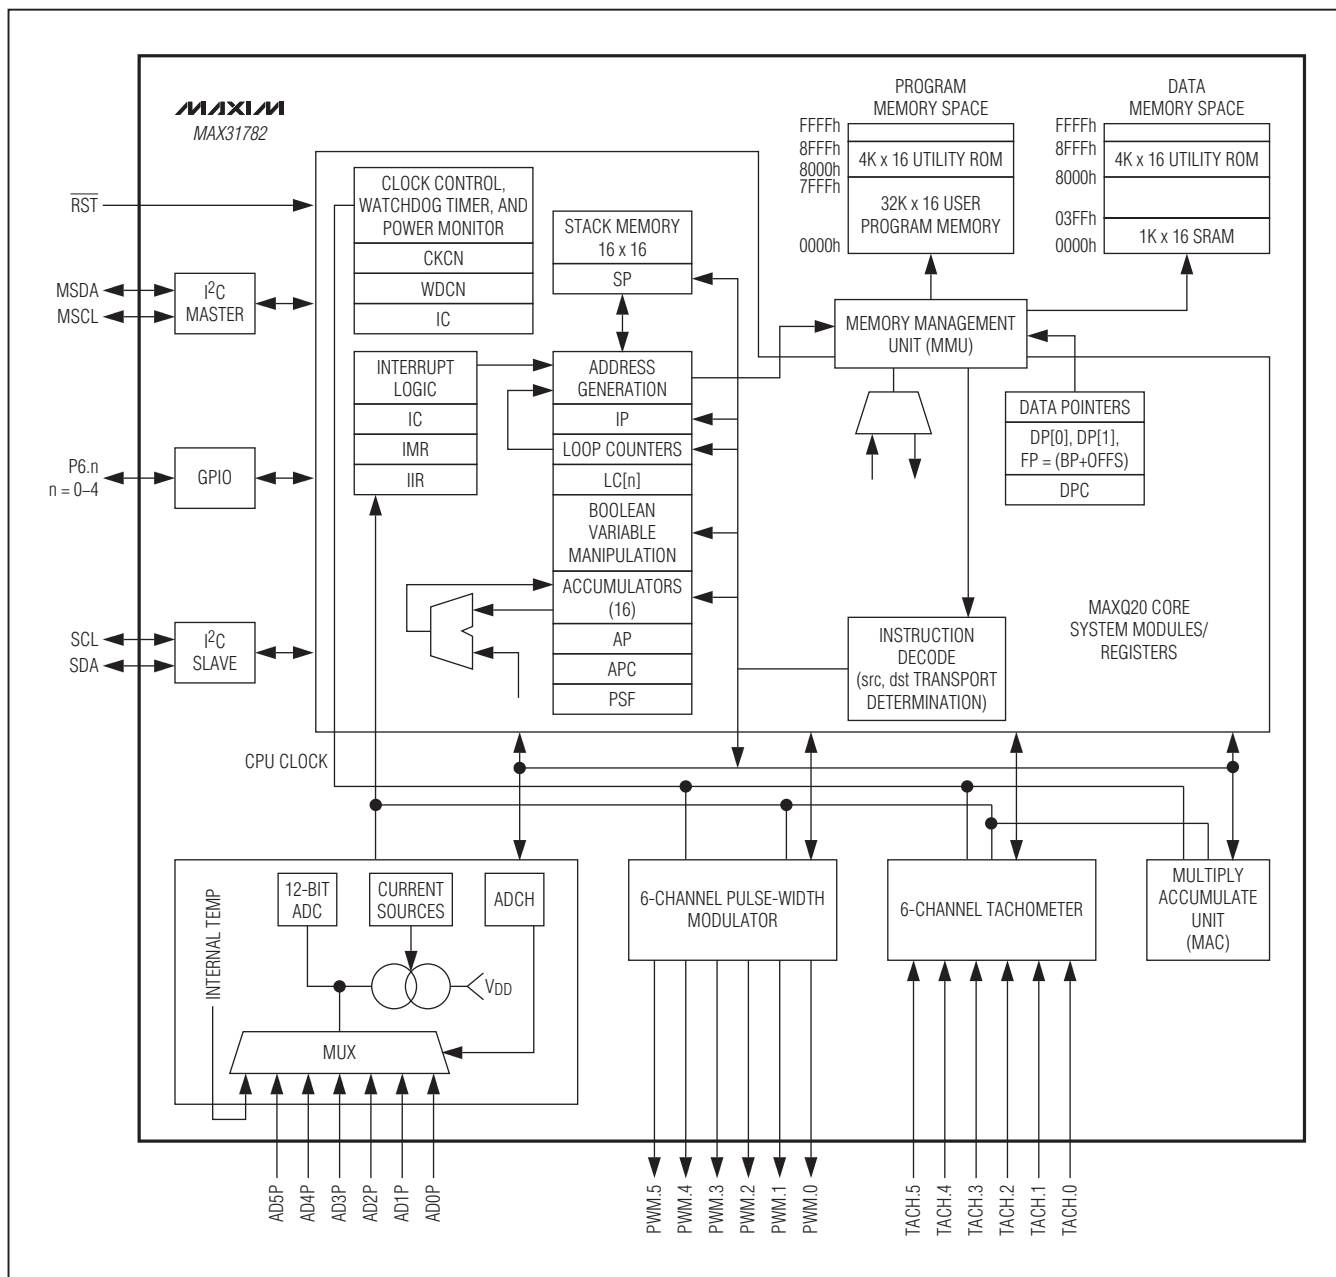 MAXIM
MAX31782
PROGRAM
MEMORY SPACE
FFFFh
8FFFh
8000h
7FFFh
0000h
4K x 16 UTILITY ROM
32K x 16 USER
PROGRAM MEMORY
DATA
MEMORY SPACE
FFFFh
8FFFh
8000h
03FFh
0000h
4K x 16 UTILITY ROM
1K x 16 SRAM
RST
MSDA
MSCL
I2C
MASTER
P6.n
n = 0–4
GPIO
SCL
SDA
I2C
SLAVE
CLOCK CONTROL,
WATCHDOG TIMER, AND
POWER MONITOR
CKCN
WDCN
IC
INTERRUPT
LOGIC
IC
IMR
IIR
STACK MEMORY
16 x 16
SP
ADDRESS
GENERATION
IP
LOOP COUNTERS
LC[n]
BOOLEAN
VARIABLE
MANIPULATION
ACCUMULATORS
(16)
AP
APC
PSF
MEMORY MANAGEMENT
UNIT (MMU)
DATA POINTERS
DP[0], DP[1],
FP = (BP+OFFS)
DPC
INSTRUCTION
DECODE
(src, dst TRANSPORT
DETERMINATION)
MAXQ20 CORE
SYSTEM MODULES/
REGISTERS
CPU CLOCK
12-BIT
ADC
CURRENT
SOURCES
ADCH
INTERNAL TEMP
VDD
MUX
6-CHANNEL PULSE-WIDTH
MODULATOR
6-CHANNEL TACHOMETER
MULTIPLY
ACCUMULATE
UNIT
(MAC)
AD5P
AD4P
AD3P
AD2P
AD1P
AD0P
PWM.5
PWM.4
PWM.3
PWM.2
PWM.1
PWM.0
TACH.5
TACH.4
TACH.3
TACH.2
TACH.1
TACH.0